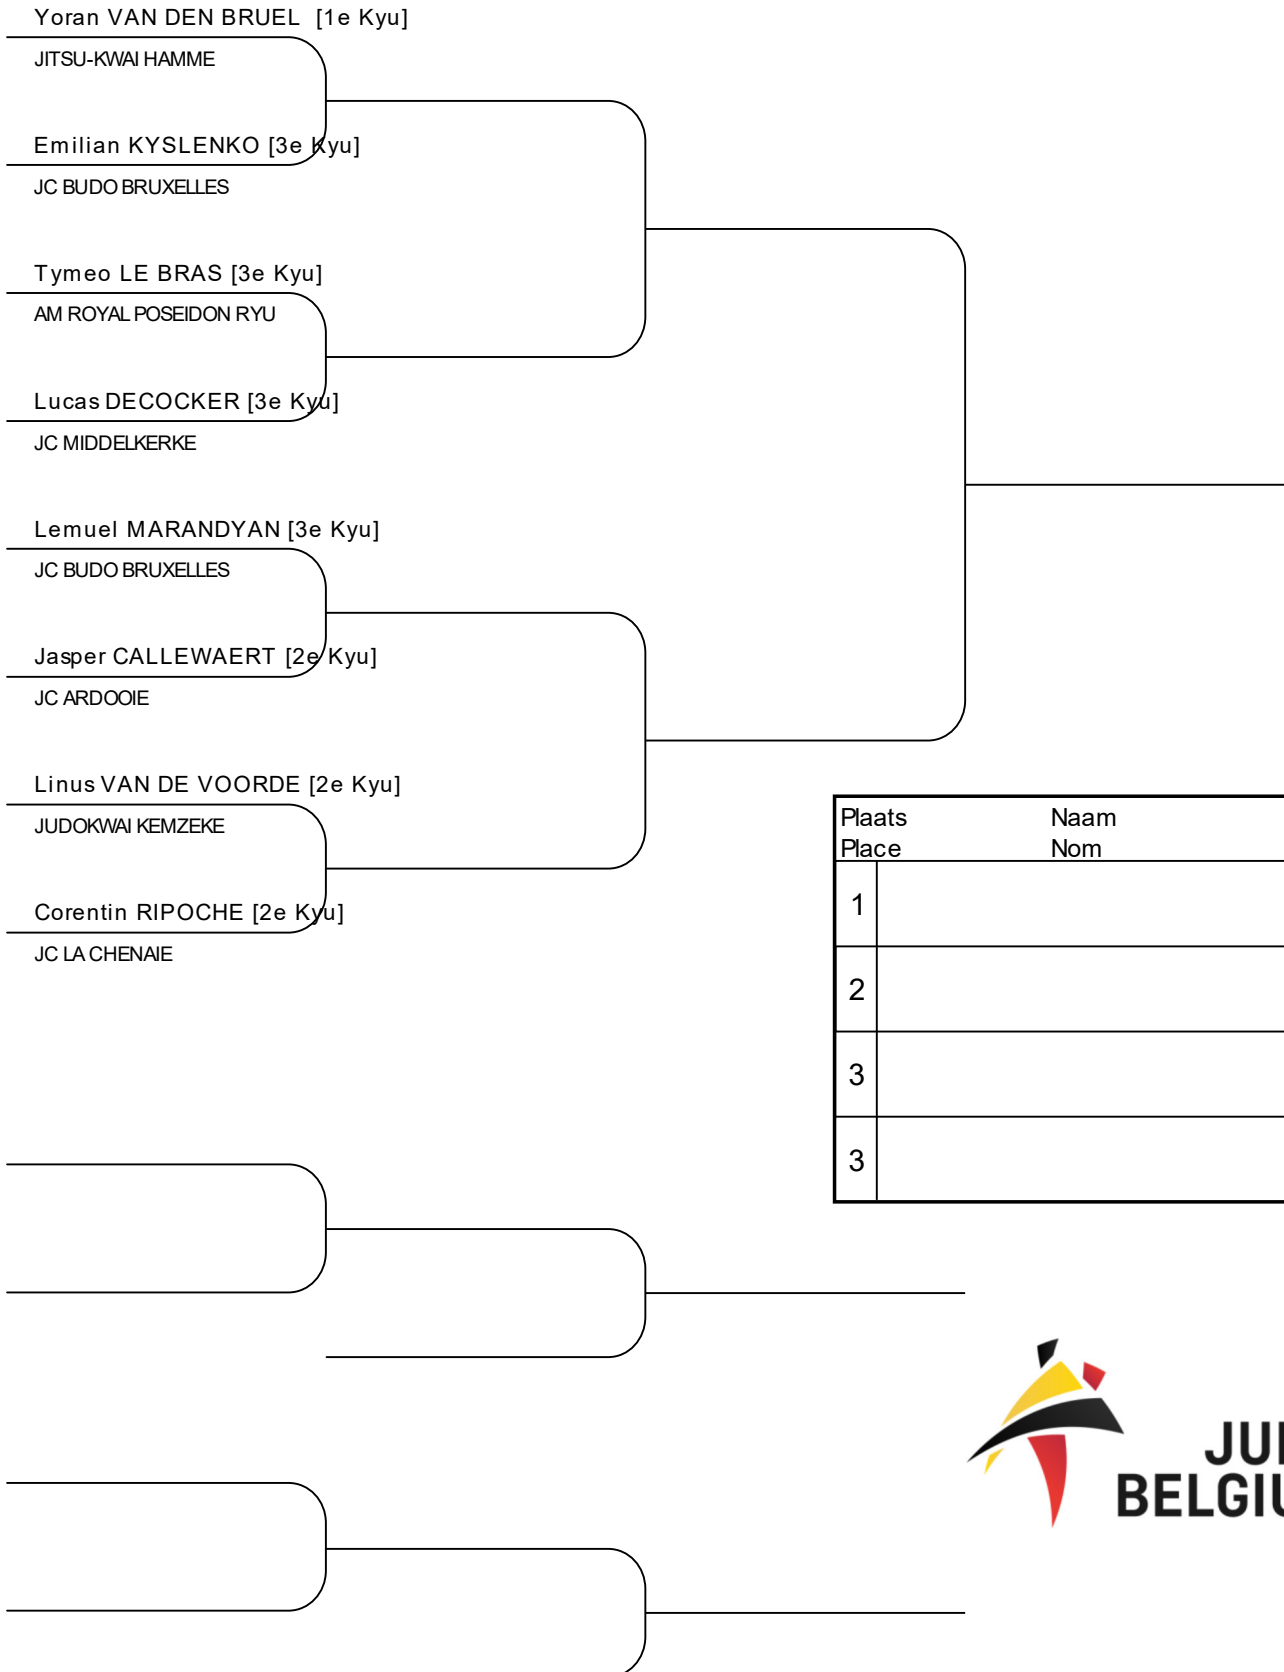 Yoran VAN DEN BRUEL [1e Kyu]
JITSU-KWAI HAMME
Emilian KYSLENKO [3e Kyu]
JC BUDO BRUXELLES
Tymeo LE BRAS [3e Kyu]
AM ROYAL POSEIDON RYU
Lucas DECOCKER [3e Kyu]
JC MIDDELKERKE
Lemuel MARANDYAN [3e Kyu]
JC BUDO BRUXELLES
Jasper CALLEWAERT [2e Kyu]
JC ARDOOIE
Linus VAN DE VOORDE [2e Kyu]
JUDOKWAI KEMZEKE
Corentin RIPOCHE [2e Kyu]
JC LA CHENAIE
Plaats Naam
Place Nom
1
2
3
3